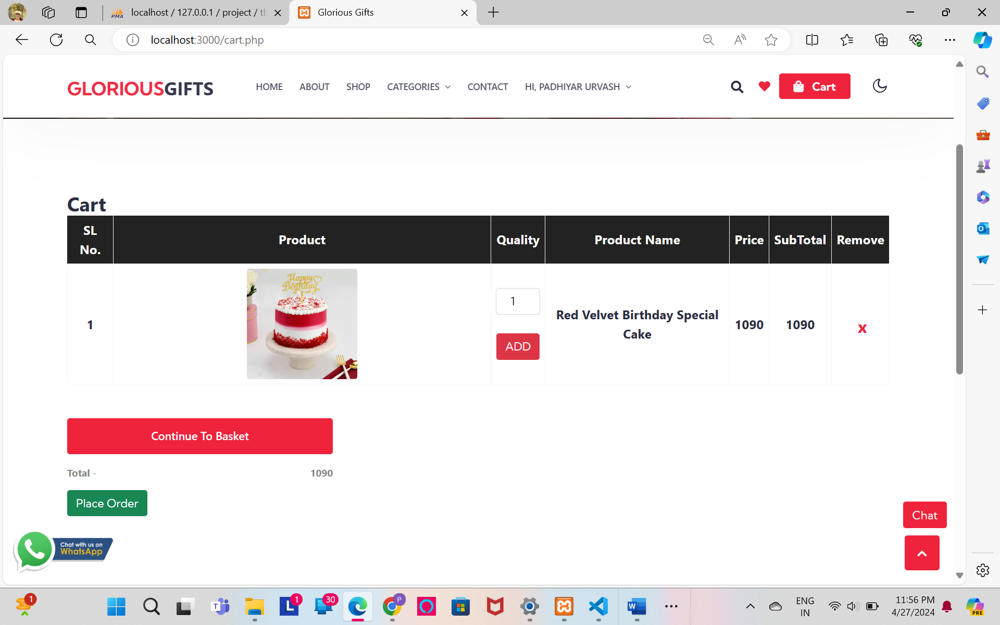 localhost / 127.0.0.1 / project / tb
Glorious Gifts
localhost:3000/cart.php
GLORIOUSGIFTS
HOME
ABOUT
SHOP
CATEGORIES
CONTACT
HI, PADHIYAR URVASH
Cart
Cart
SL No.
Product
Quality
Product Name
Price
SubTotal
Remove
1
Happy
Birthday
1
ADD
Red Velvet Birthday Special
Cake
1090
1090
x
Continue To Basket
Total -
1090
Place Order
Chat
Chat with us on
WhatsApp
1
1
30
P
ENG
IN
11:56 PM
4/27/2024
PRE